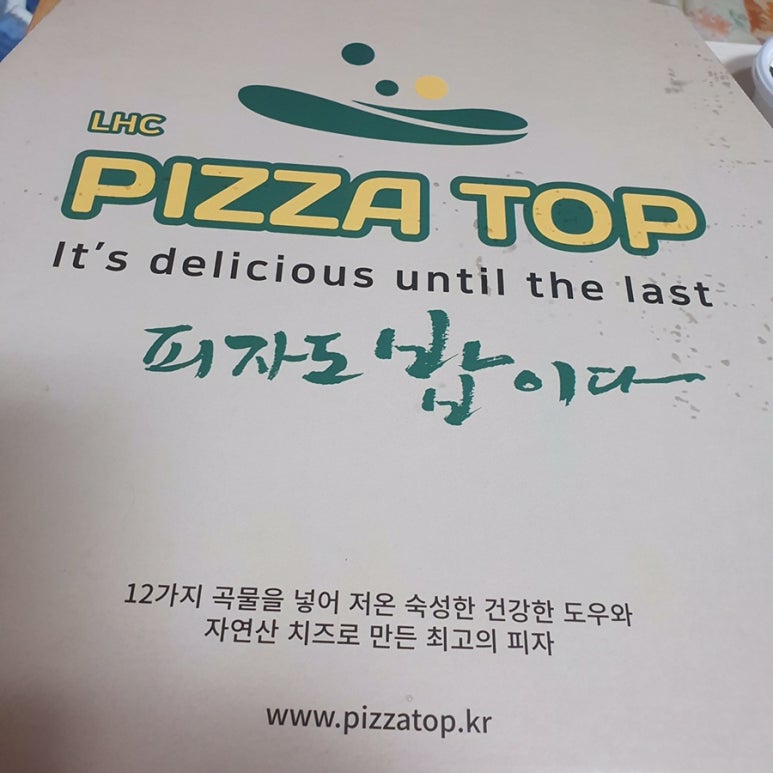 LHC
PIZZA TOP
It's delicious until the last
피자도 밥이다
12가지 곡물을 넣어 저온 숙성한 건강한 도우와
자연산 치즈로 만든 최고의 피자
www.pizzatop.kr